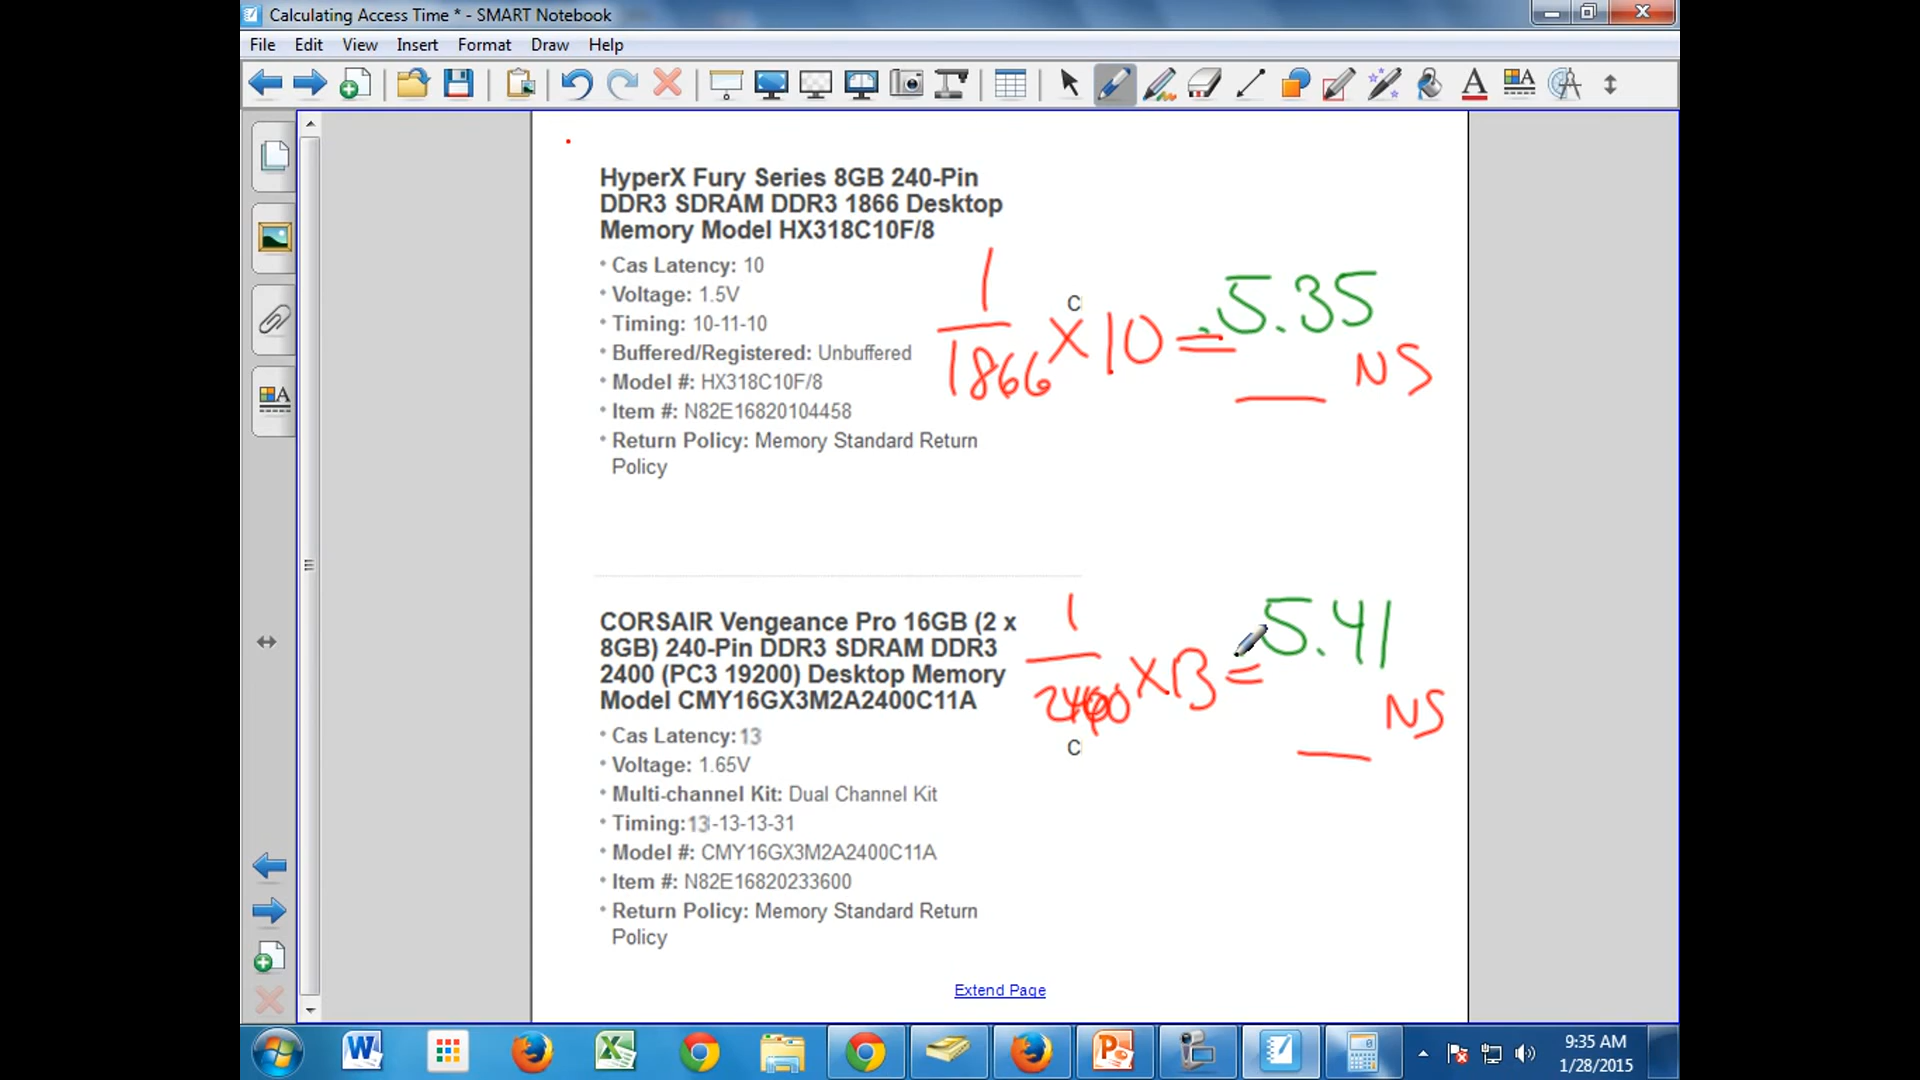 Calculating Access Time * - SMART Notebook
File Edit View Insert Format Draw Help
HyperX Fury Series 8GB 240-Pin
DDR3 SDRAM DDR3 1866 Desktop
Memory Model HX318C10F/8
• Cas Latency: 10
• Voltage: 1.5V
• Timing: 10-11-10
• Buffered/Registered: Unbuffered
• Model #: HX318C10F/8
• Item #: N82E16820104458
• Return Policy: Memory Standard Return
Policy
C
1
1866 × 10 = 5.35
NS
CORSAIR Vengeance Pro 16GB (2 x
8GB) 240-Pin DDR3 SDRAM DDR3
2400 (PC3 19200) Desktop Memory
Model CMY16GX3M2A2400C11A
• Cas Latency: 13
• Voltage: 1.65V
• Multi-channel Kit: Dual Channel Kit
• Timing: 13-13-13-31
• Model #: CMY16GX3M2A2400C11A
• Item #: N82E16820233600
• Return Policy: Memory Standard Return
Policy
1
2400 × 13 = 5.41
NS
C
Extend Page
9:35 AM
1/28/2015